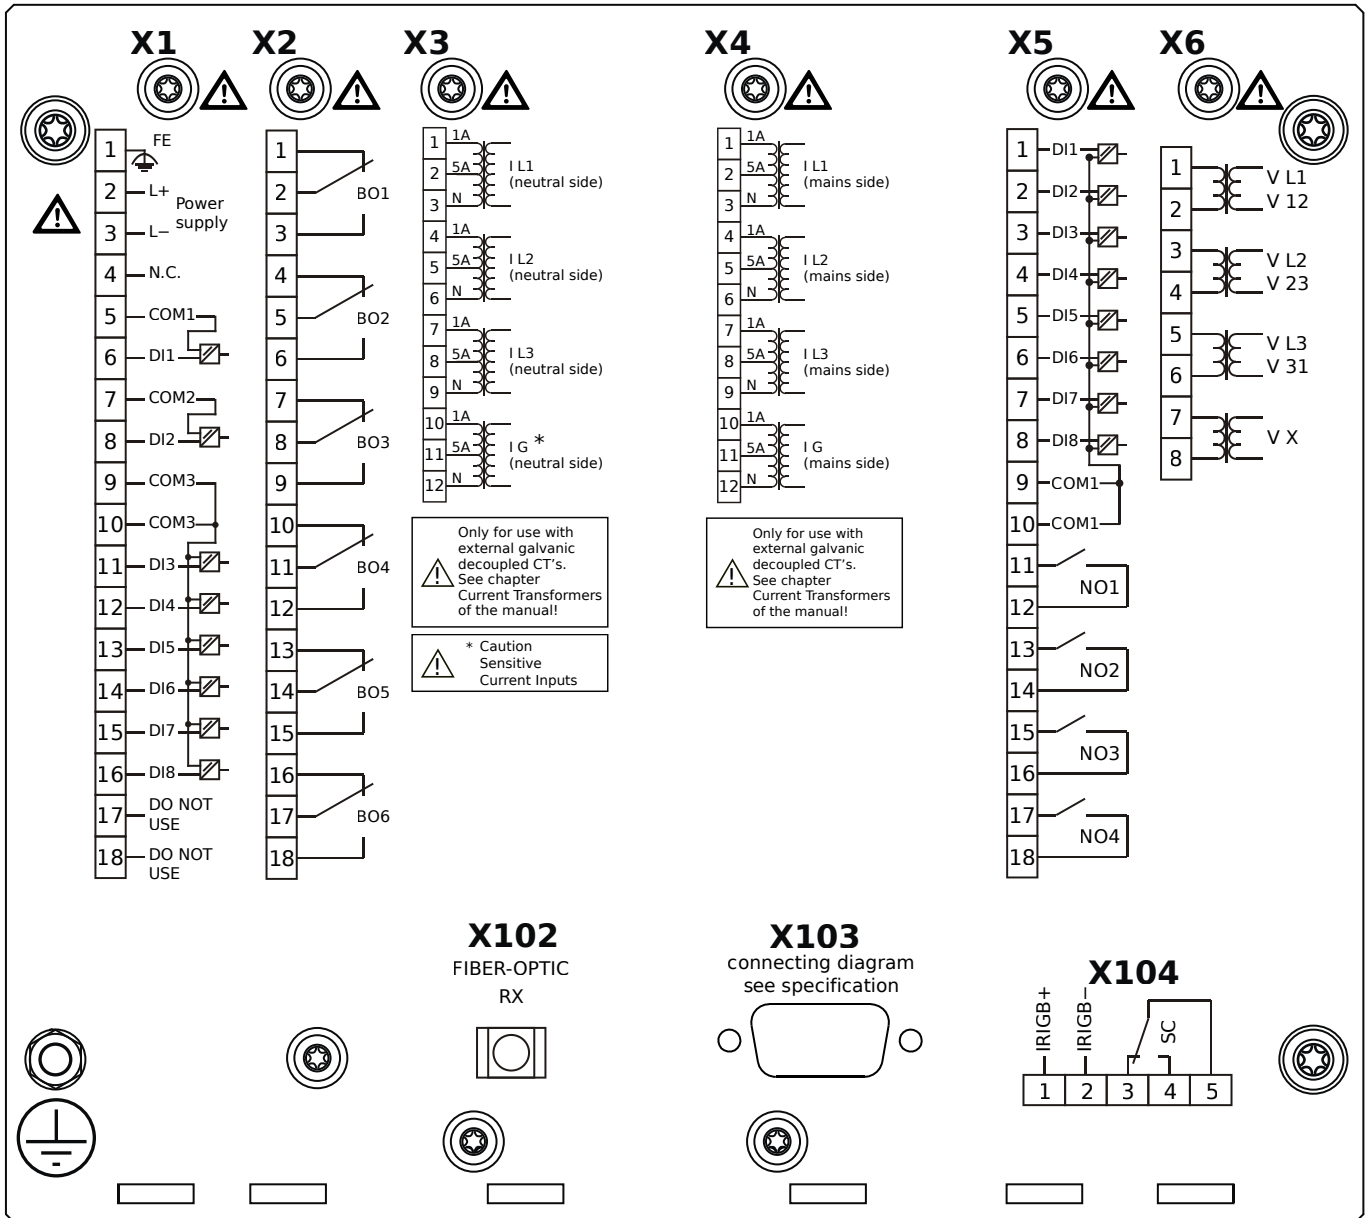 X1
1 FE
2 L+ Power
supply
3 L−
4 N.C.
5 COM1
6 DI1
7 COM2
8 DI2
9 COM3
10 COM3
11 DI3
12 DI4
13 DI5
14 DI6
15 DI7
16 DI8
17 DO NOT
USE
18 DO NOT
USE
X2
1
2 BO1
3
4
5 BO2
6
7
8 BO3
9
10
11 BO4
12
13
14 BO5
15
16
17 BO6
18
X3
1 1A
2 5A I L1
(neutral side)
3 N
4 1A
5 5A I L2
(neutral side)
6 N
7 1A
8 5A I L3
(neutral side)
9 N
10 1A
11 5A I G *
(neutral side)
12 N
Only for use with
external galvanic
decoupled CT's.
See chapter
Current Transformers
of the manual!
* Caution
Sensitive
Current Inputs
X4
1 1A
2 5A I L1
(mains side)
3 N
4 1A
5 5A I L2
(mains side)
6 N
7 1A
8 5A I L3
(mains side)
9 N
10 1A
11 5A I G
(mains side)
12 N
Only for use with
external galvanic
decoupled CT's.
See chapter
Current Transformers
of the manual!
X5
1 DI1
2 DI2
3 DI3
4 DI4
5 DI5
6 DI6
7 DI7
8 DI8
9 COM1
10 COM1
11
NO1
12
13
NO2
14
15
NO3
16
17
NO4
18
X6
1 V L1
2 V 12
3 V L2
4 V 23
5 V L3
6 V 31
7
V X
8
X102
FIBER-OPTIC
RX
X103
connecting diagram
see specification
X104
IRIGB+ IRIGB− SC
1 2 3 4 5